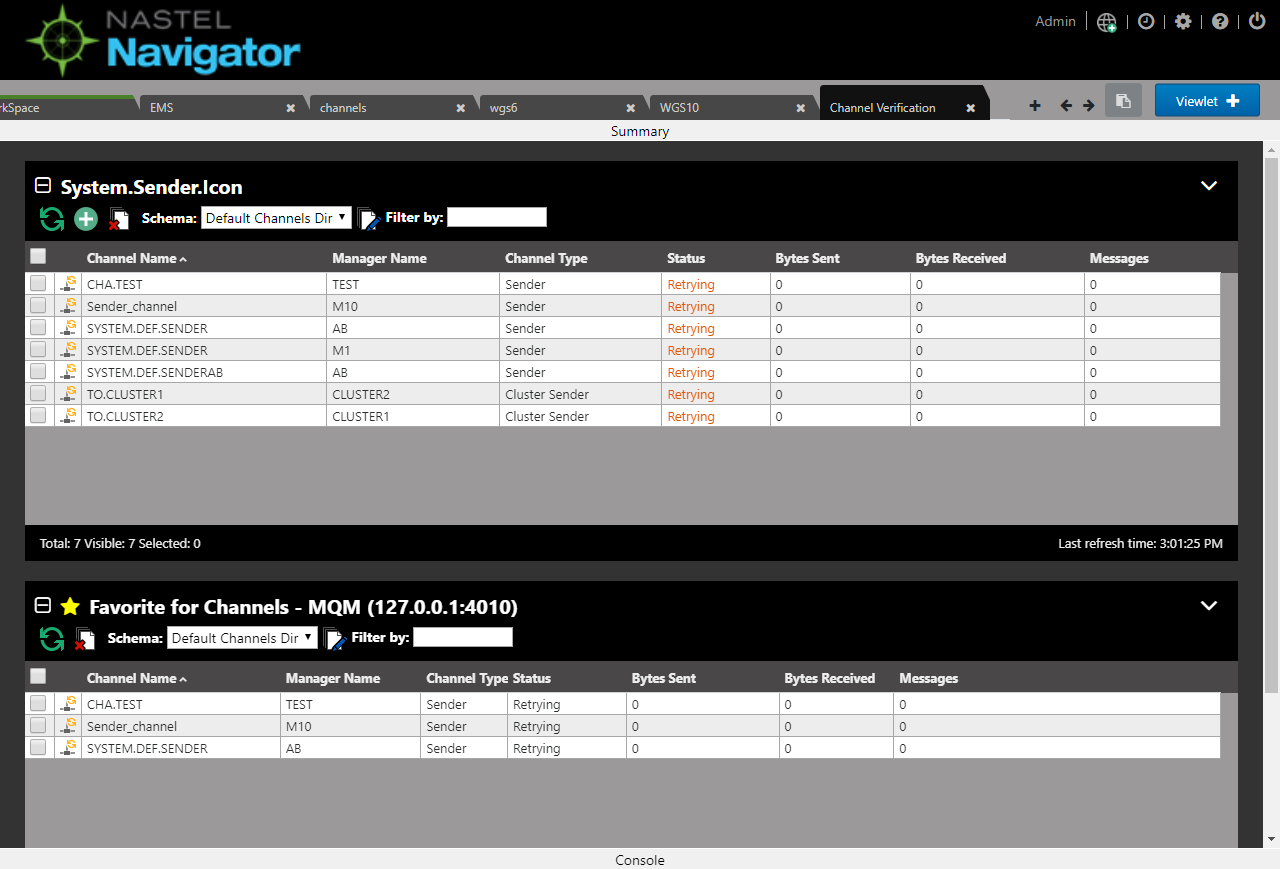 NASTEL
Navigator
Admin
rkSpace EMS channels wgs6 WGS10 Channel Verification Viewlet
Summary
System.Sender.Icon
Schema: Default Channels Dir Filter by:
Channel Name Manager Name Channel Type Status Bytes Sent Bytes Received Messages
CHA.TEST TEST Sender Retrying 0 0 0
Sender_channel M10 Sender Retrying 0 0 0
SYSTEM.DEF.SENDER AB Sender Retrying 0 0 0
SYSTEM.DEF.SENDER M1 Sender Retrying 0 0 0
SYSTEM.DEF.SENDERAB AB Sender Retrying 0 0 0
TO.CLUSTER1 CLUSTER2 Cluster Sender Retrying 0 0 0
TO.CLUSTER2 CLUSTER1 Cluster Sender Retrying 0 0 0
Total: 7 Visible: 7 Selected: 0 Last refresh time: 3:01:25 PM
Favorite for Channels - MQM (127.0.0.1:4010)
Schema: Default Channels Dir Filter by:
Channel Name Manager Name Channel Type Status Bytes Sent Bytes Received Messages
CHA.TEST TEST Sender Retrying 0 0 0
Sender_channel M10 Sender Retrying 0 0 0
SYSTEM.DEF.SENDER AB Sender Retrying 0 0 0
Console